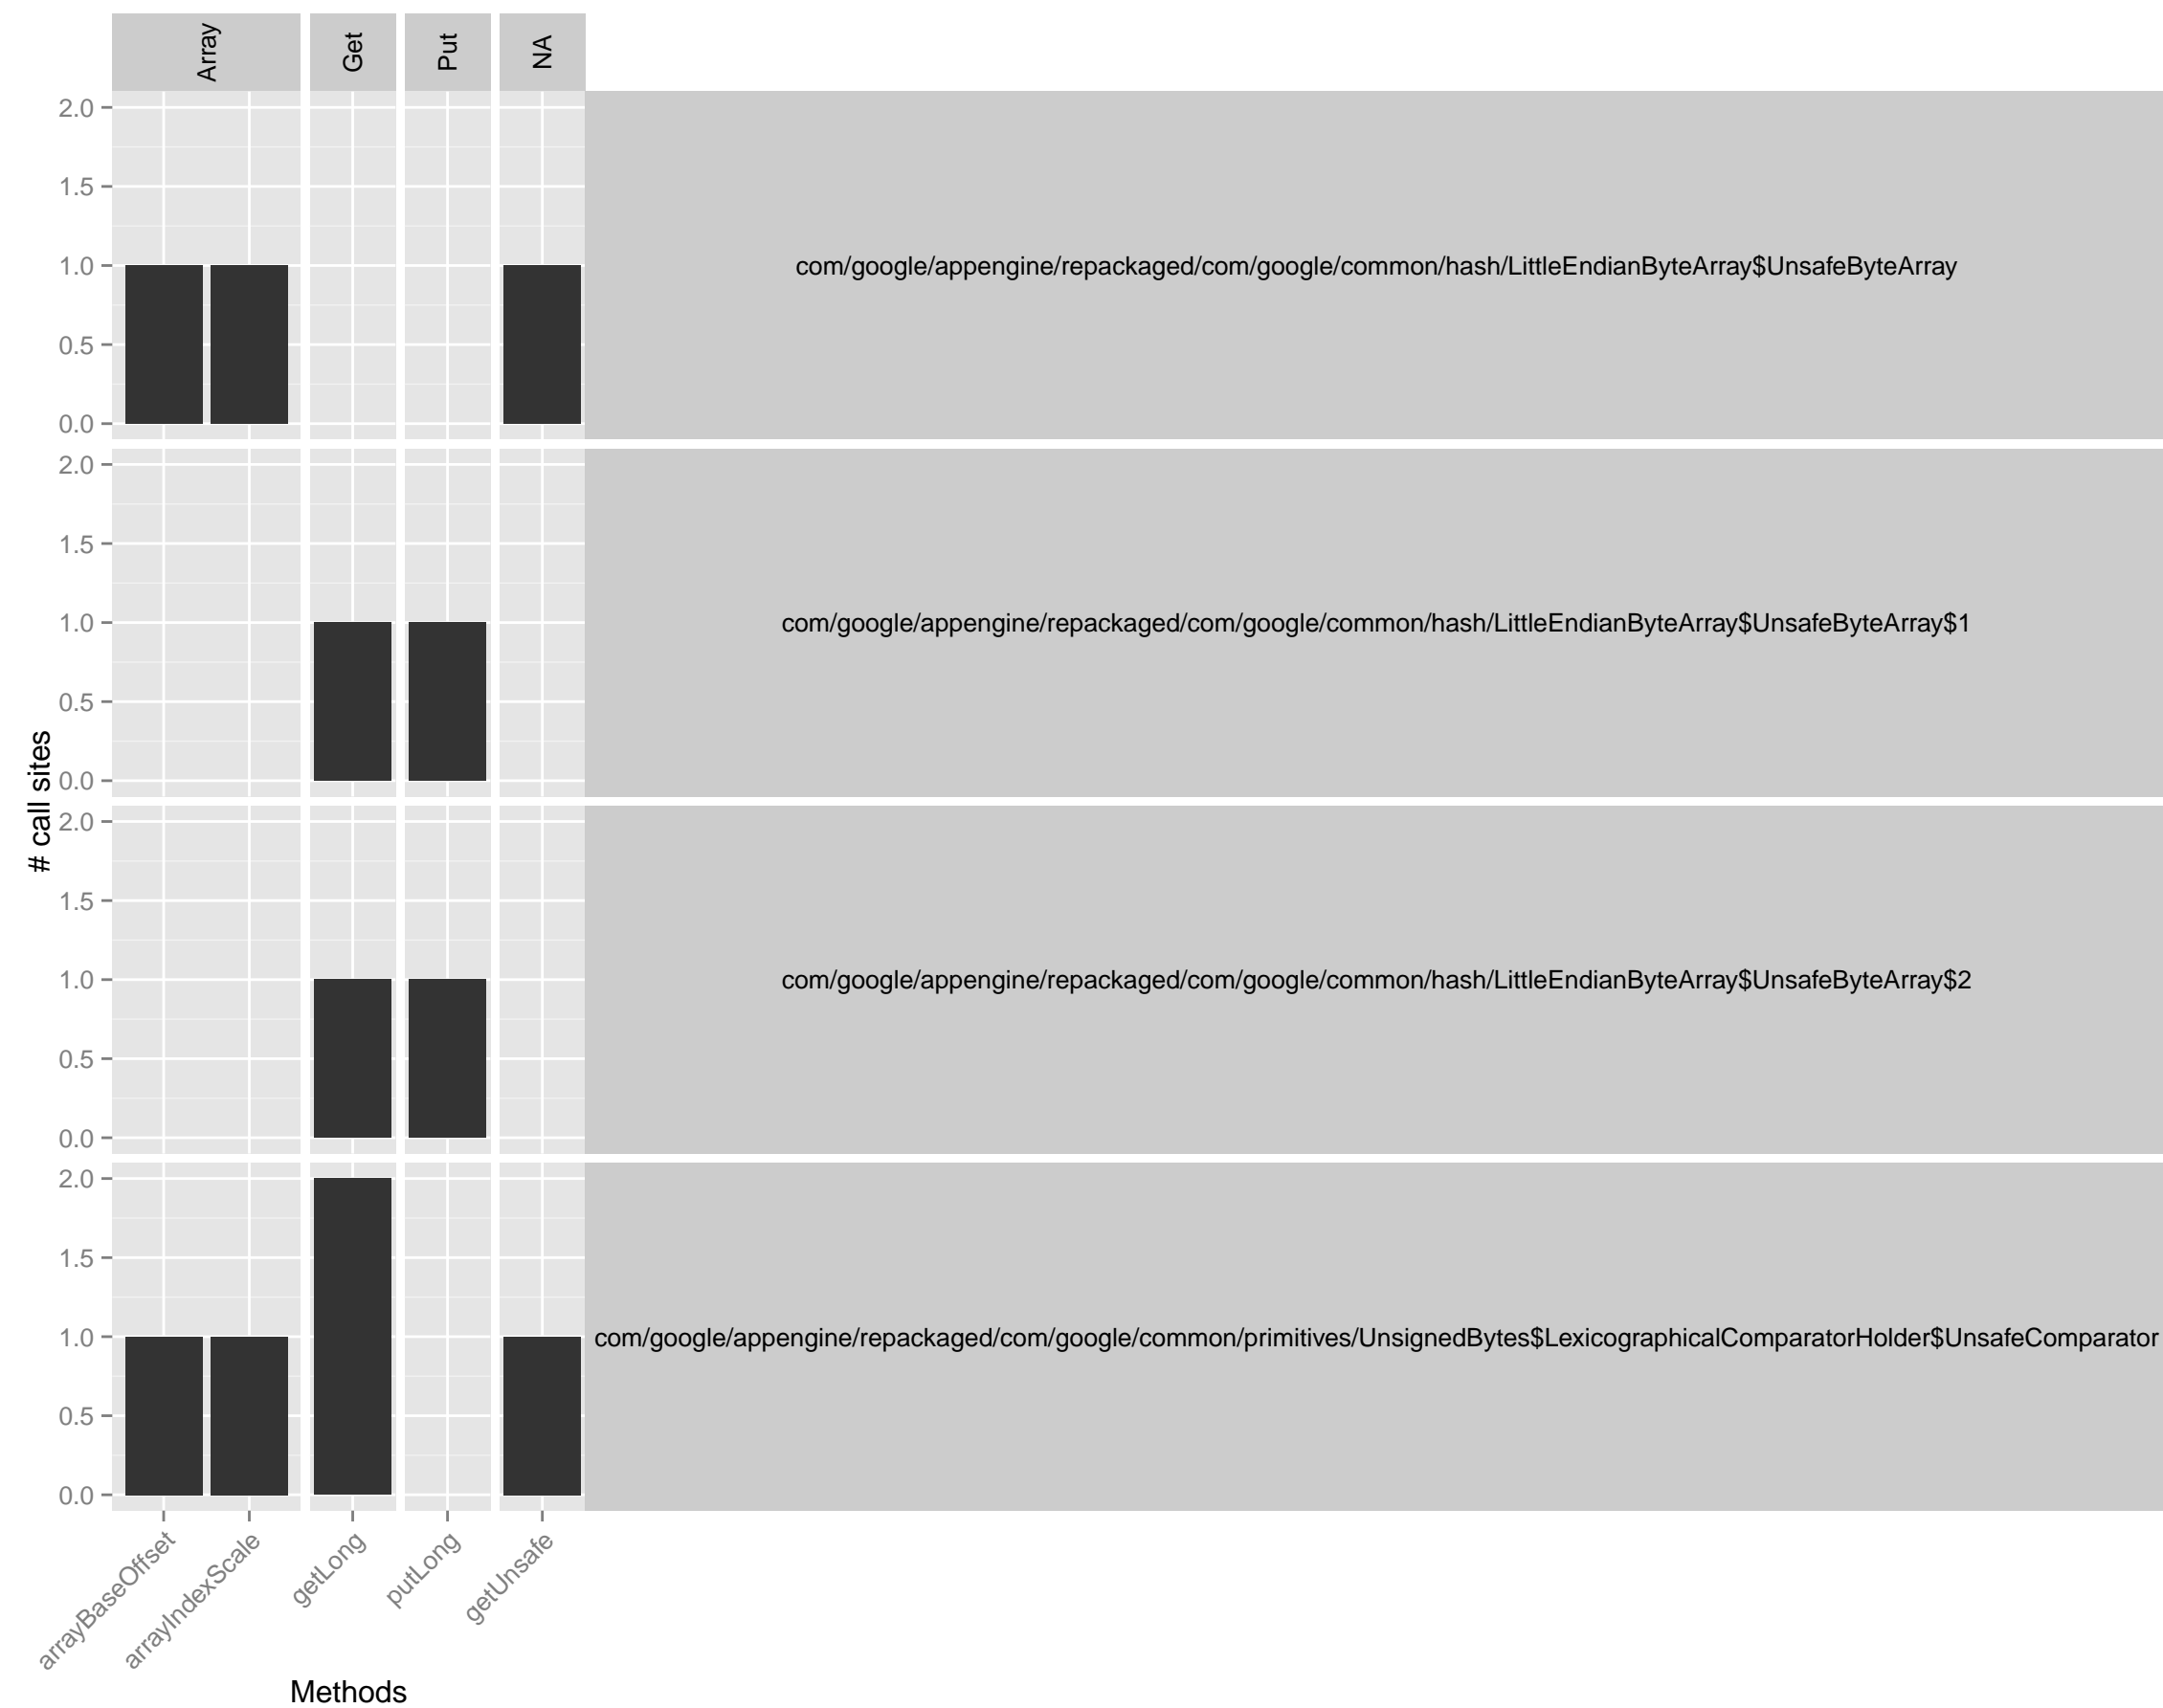 Array
Get
Put
NA
2.0
1.5
1.0
0.5
0.0
com/google/appengine/repackaged/com/google/common/hash/LittleEndianByteArray$UnsafeByteArray
2.0
1.5
1.0
0.5
0.0
com/google/appengine/repackaged/com/google/common/hash/LittleEndianByteArray$UnsafeByteArray$1
# call sites
2.0
1.5
1.0
0.5
0.0
com/google/appengine/repackaged/com/google/common/hash/LittleEndianByteArray$UnsafeByteArray$2
2.0
1.5
1.0
0.5
0.0
com/google/appengine/repackaged/com/google/common/primitives/UnsignedBytes$LexicographicalComparatorHolder$UnsafeComparator
arrayBaseOffset
arrayIndexScale
getLong
putLong
getUnsafe
Methods